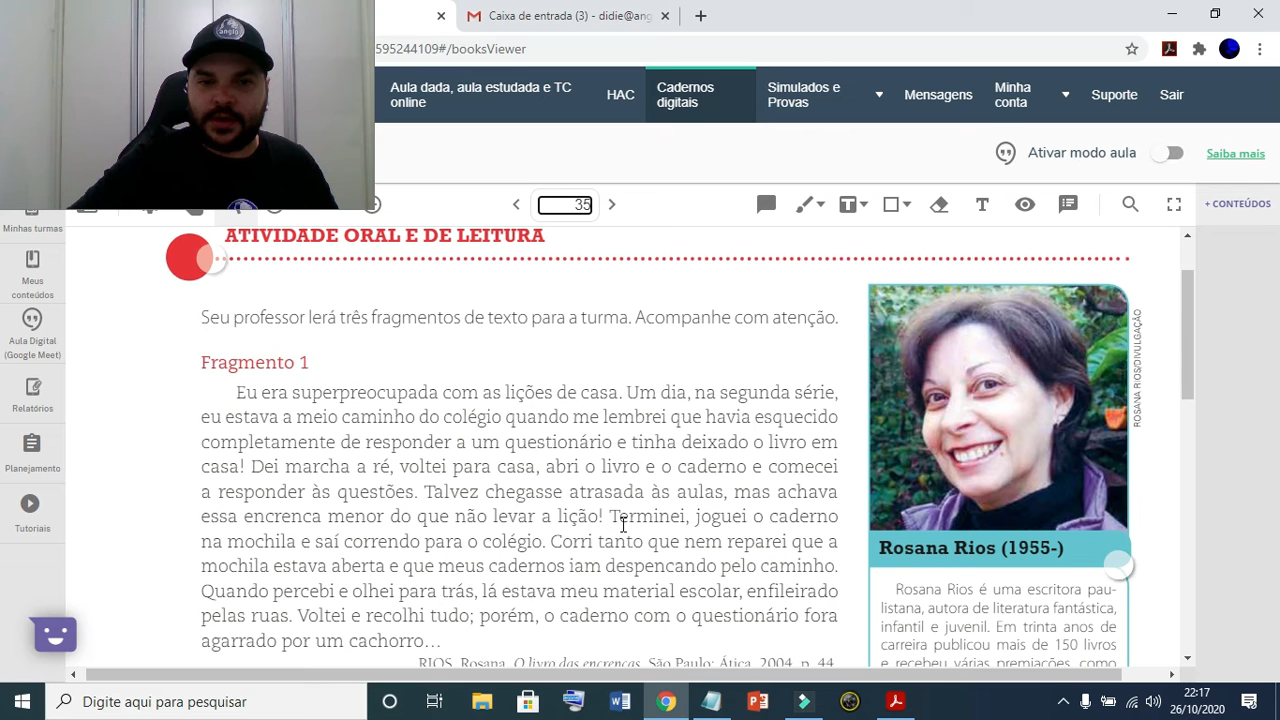 Caixa de entrada (3) - didie@ang
595244109#/booksViewer
Aula dada, aula estudada e TC online
HAC
Cadernos digitais
Simulados e Provas
Mensagens
Minha conta
Suporte
Sair
anglo
Ativar modo aula
Saiba mais
35
+ CONTEÚDOS
Minhas turmas
Meus conteúdos
Aula Digital (Google Meet)
Relatórios
Planejamento
Tutoriais
ATIVIDADE ORAL E DE LEITURA
Seu professor lerá três fragmentos de texto para a turma. Acompanhe com atenção.
Fragmento 1
Eu era superpreocupada com as lições de casa. Um dia, na segunda série,
eu estava a meio caminho do colégio quando me lembrei que havia esquecido
completamente de responder a um questionário e tinha deixado o livro em
casa! Dei marcha a ré, voltei para casa, abri o livro e o caderno e comecei
a responder às questões. Talvez chegasse atrasada às aulas, mas achava
essa encrenca menor do que não levar a lição! Terminei, joguei o caderno
na mochila e saí correndo para o colégio. Corri tanto que nem reparei que a
mochila estava aberta e que meus cadernos iam despencando pelo caminho.
Quando percebi e olhei para trás, lá estava meu material escolar, enfileirado
pelas ruas. Voltei e recolhi tudo; porém, o caderno com o questionário fora
agarrado por um cachorro...
RIOS, Rosana. O livro das encrencas. São Paulo: Ática, 2004. p. 44.
ROSANA RIOS/DIVULGAÇÃO
Rosana Rios (1955-)
Rosana Rios é uma escritora pau-
listana, autora de literatura fantástica,
infantil e juvenil. Em trinta anos de
carreira publicou mais de 150 livros
e recebeu várias premiações, como
Digite aqui para pesquisar
22:17
26/10/2020